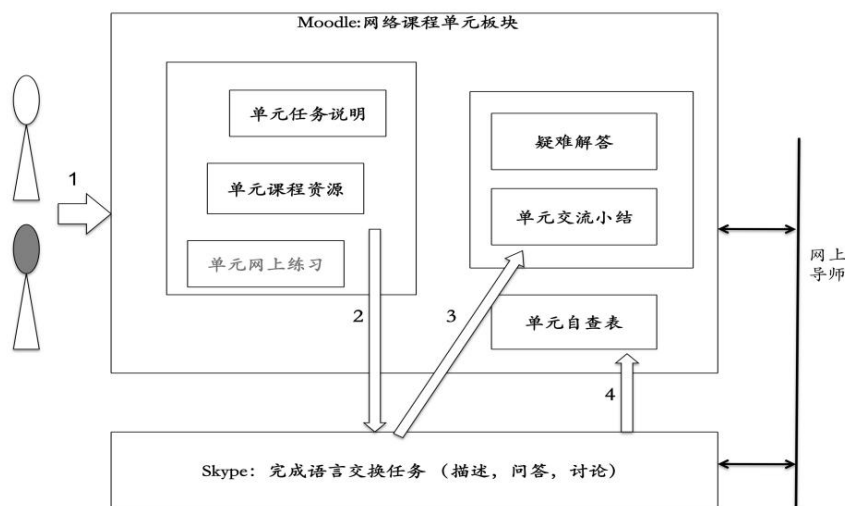 Moodle:网络课程单元板块
单元任务说明
单元课程资源
单元网上练习
疑难解答
单元交流小结
单元自查表
1
2
3
4
网上
导师
Skype: 完成语言交换任务 （描述，问答，讨论）